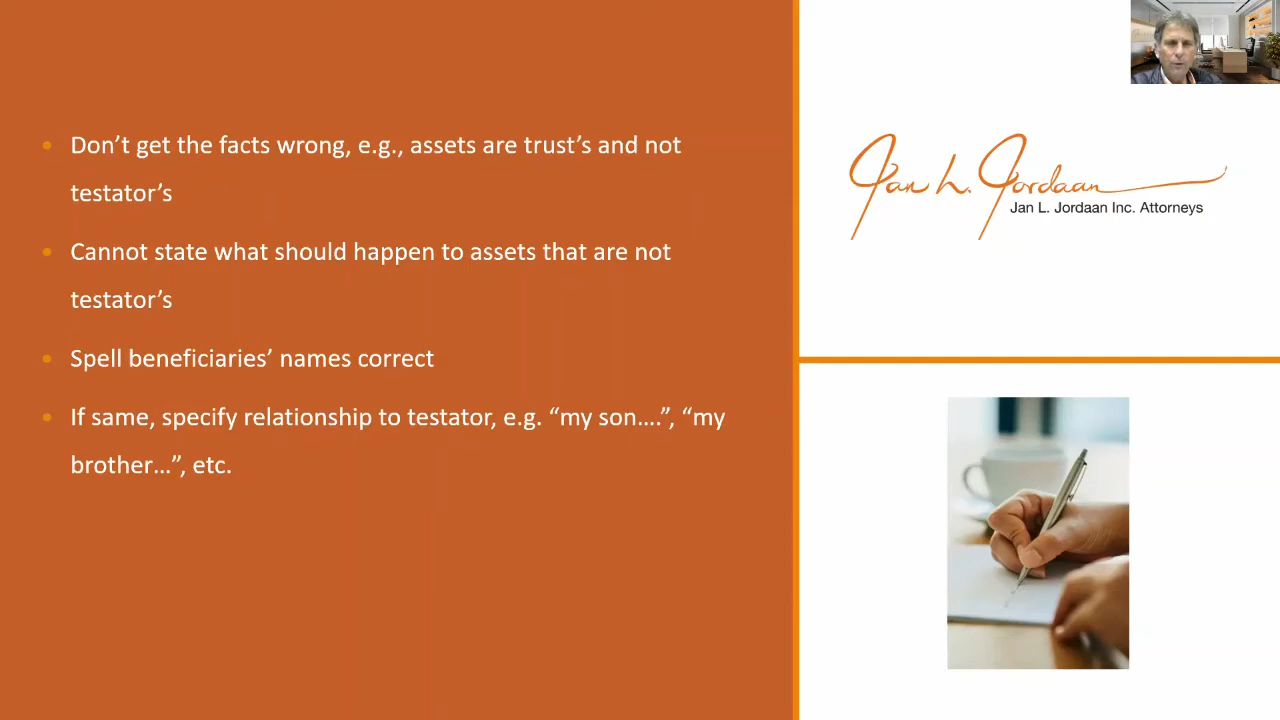 • Don’t get the facts wrong, e.g., assets are trust’s and not
testator’s
• Cannot state what should happen to assets that are not
testator’s
• Spell beneficiaries’ names correct
• If same, specify relationship to testator, e.g. “my son….”, “my
brother…”, etc.
Jan L. Jordaan
Jan L. Jordaan Inc. Attorneys